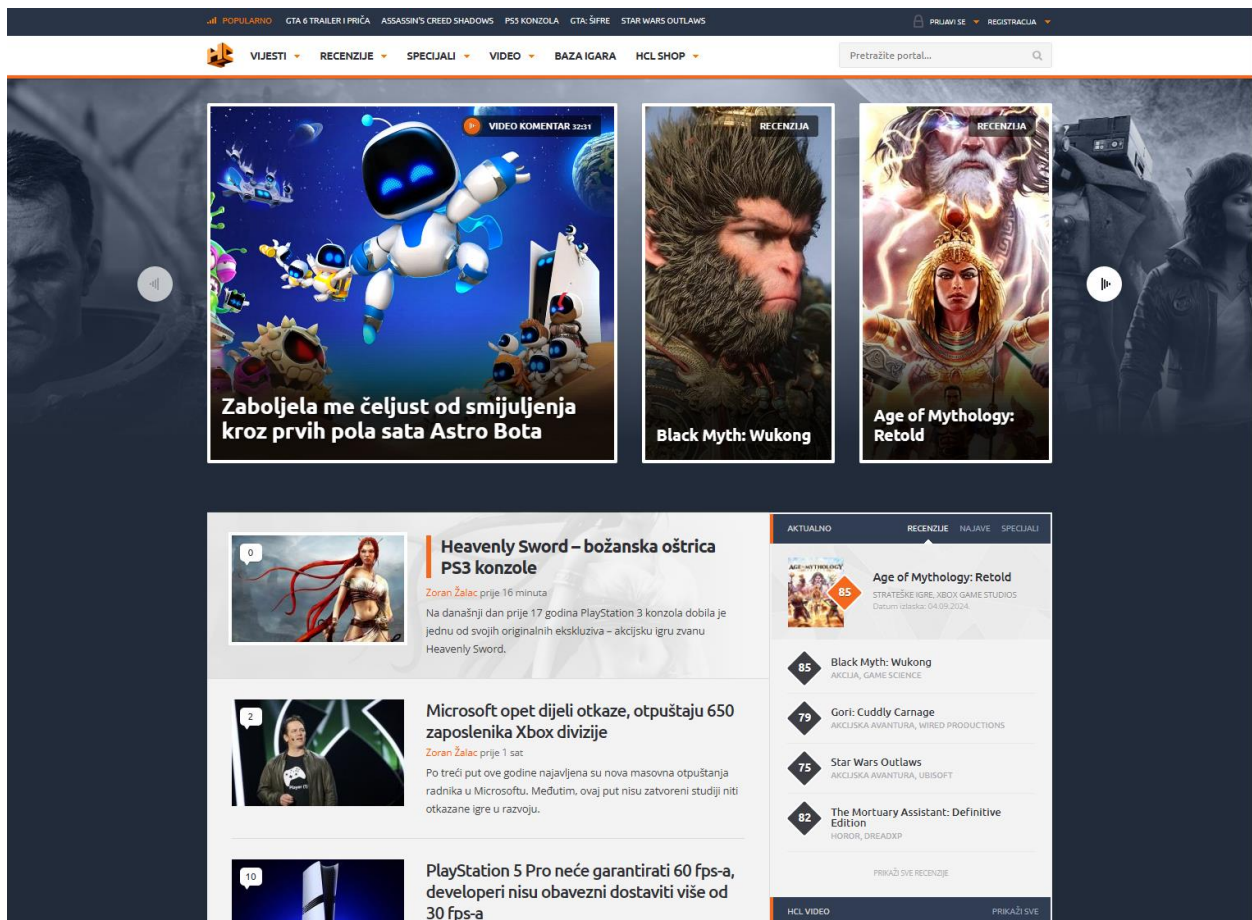 POPULARNO GTA 6 TRAILER I PRIČA ASSASSIN'S CREED SHADOWS PS5 KONZOLA GTA: ŠIFRE STAR WARS OUTLAWS PRIJAVI SE REGISTRACIJA
HC VIJESTI RECENZIJE SPECIJALI VIDEO BAZA IGARA HCL SHOP Pretražite portal...
VIDEO KOMENTAR 32:31
Zaboljela me čeljust od smijuljenja
kroz prvih pola sata Astro Bota
RECENZIJA
Black Myth: Wukong
RECENZIJA
Age of Mythology:
Retold
0
Heavenly Sword – božanska oštrica
PS3 konzole
Zoran Žalac prije 16 minuta
Na današnji dan prije 17 godina PlayStation 3 konzola dobila je
jednu od svojih originalnih ekskluziva – akcijsku igru zvanu
Heavenly Sword.
2
Player
Microsoft opet dijeli otkaze, otpuštaju 650
zaposlenika Xbox divizije
Zoran Žalac prije 1 sat
Po treći put ove godine najavljena su nova masovna otpuštanja
radnika u Microsoftu. Međutim, ovaj put nisu zatvoreni studiji niti
otkazane igre u razvoju.
10
PlayStation 5 Pro neće garantirati 60 fps-a,
developeri nisu obavezni dostaviti više od
30 fps-a
AKTUALNO RECENZIJE NAJAVE SPECIJALI
AGE OF MYTHOLOGY
85
Age of Mythology: Retold
STRATEŠKE IGRE, XBOX GAME STUDIOS
Datum izlaska: 04.09.2024.
85
Black Myth: Wukong
AKCIJA, GAME SCIENCE
79
Gori: Cuddly Carnage
AKCIJSKA AVANTURA, WIRED PRODUCTIONS
75
Star Wars Outlaws
AKCIJSKA AVANTURA, UBISOFT
82
The Mortuary Assistant: Definitive
Edition
HOROR, DREADXP
PRIKAŽI SVE RECENZIJE
HCL VIDEO PRIKAŽI SVE